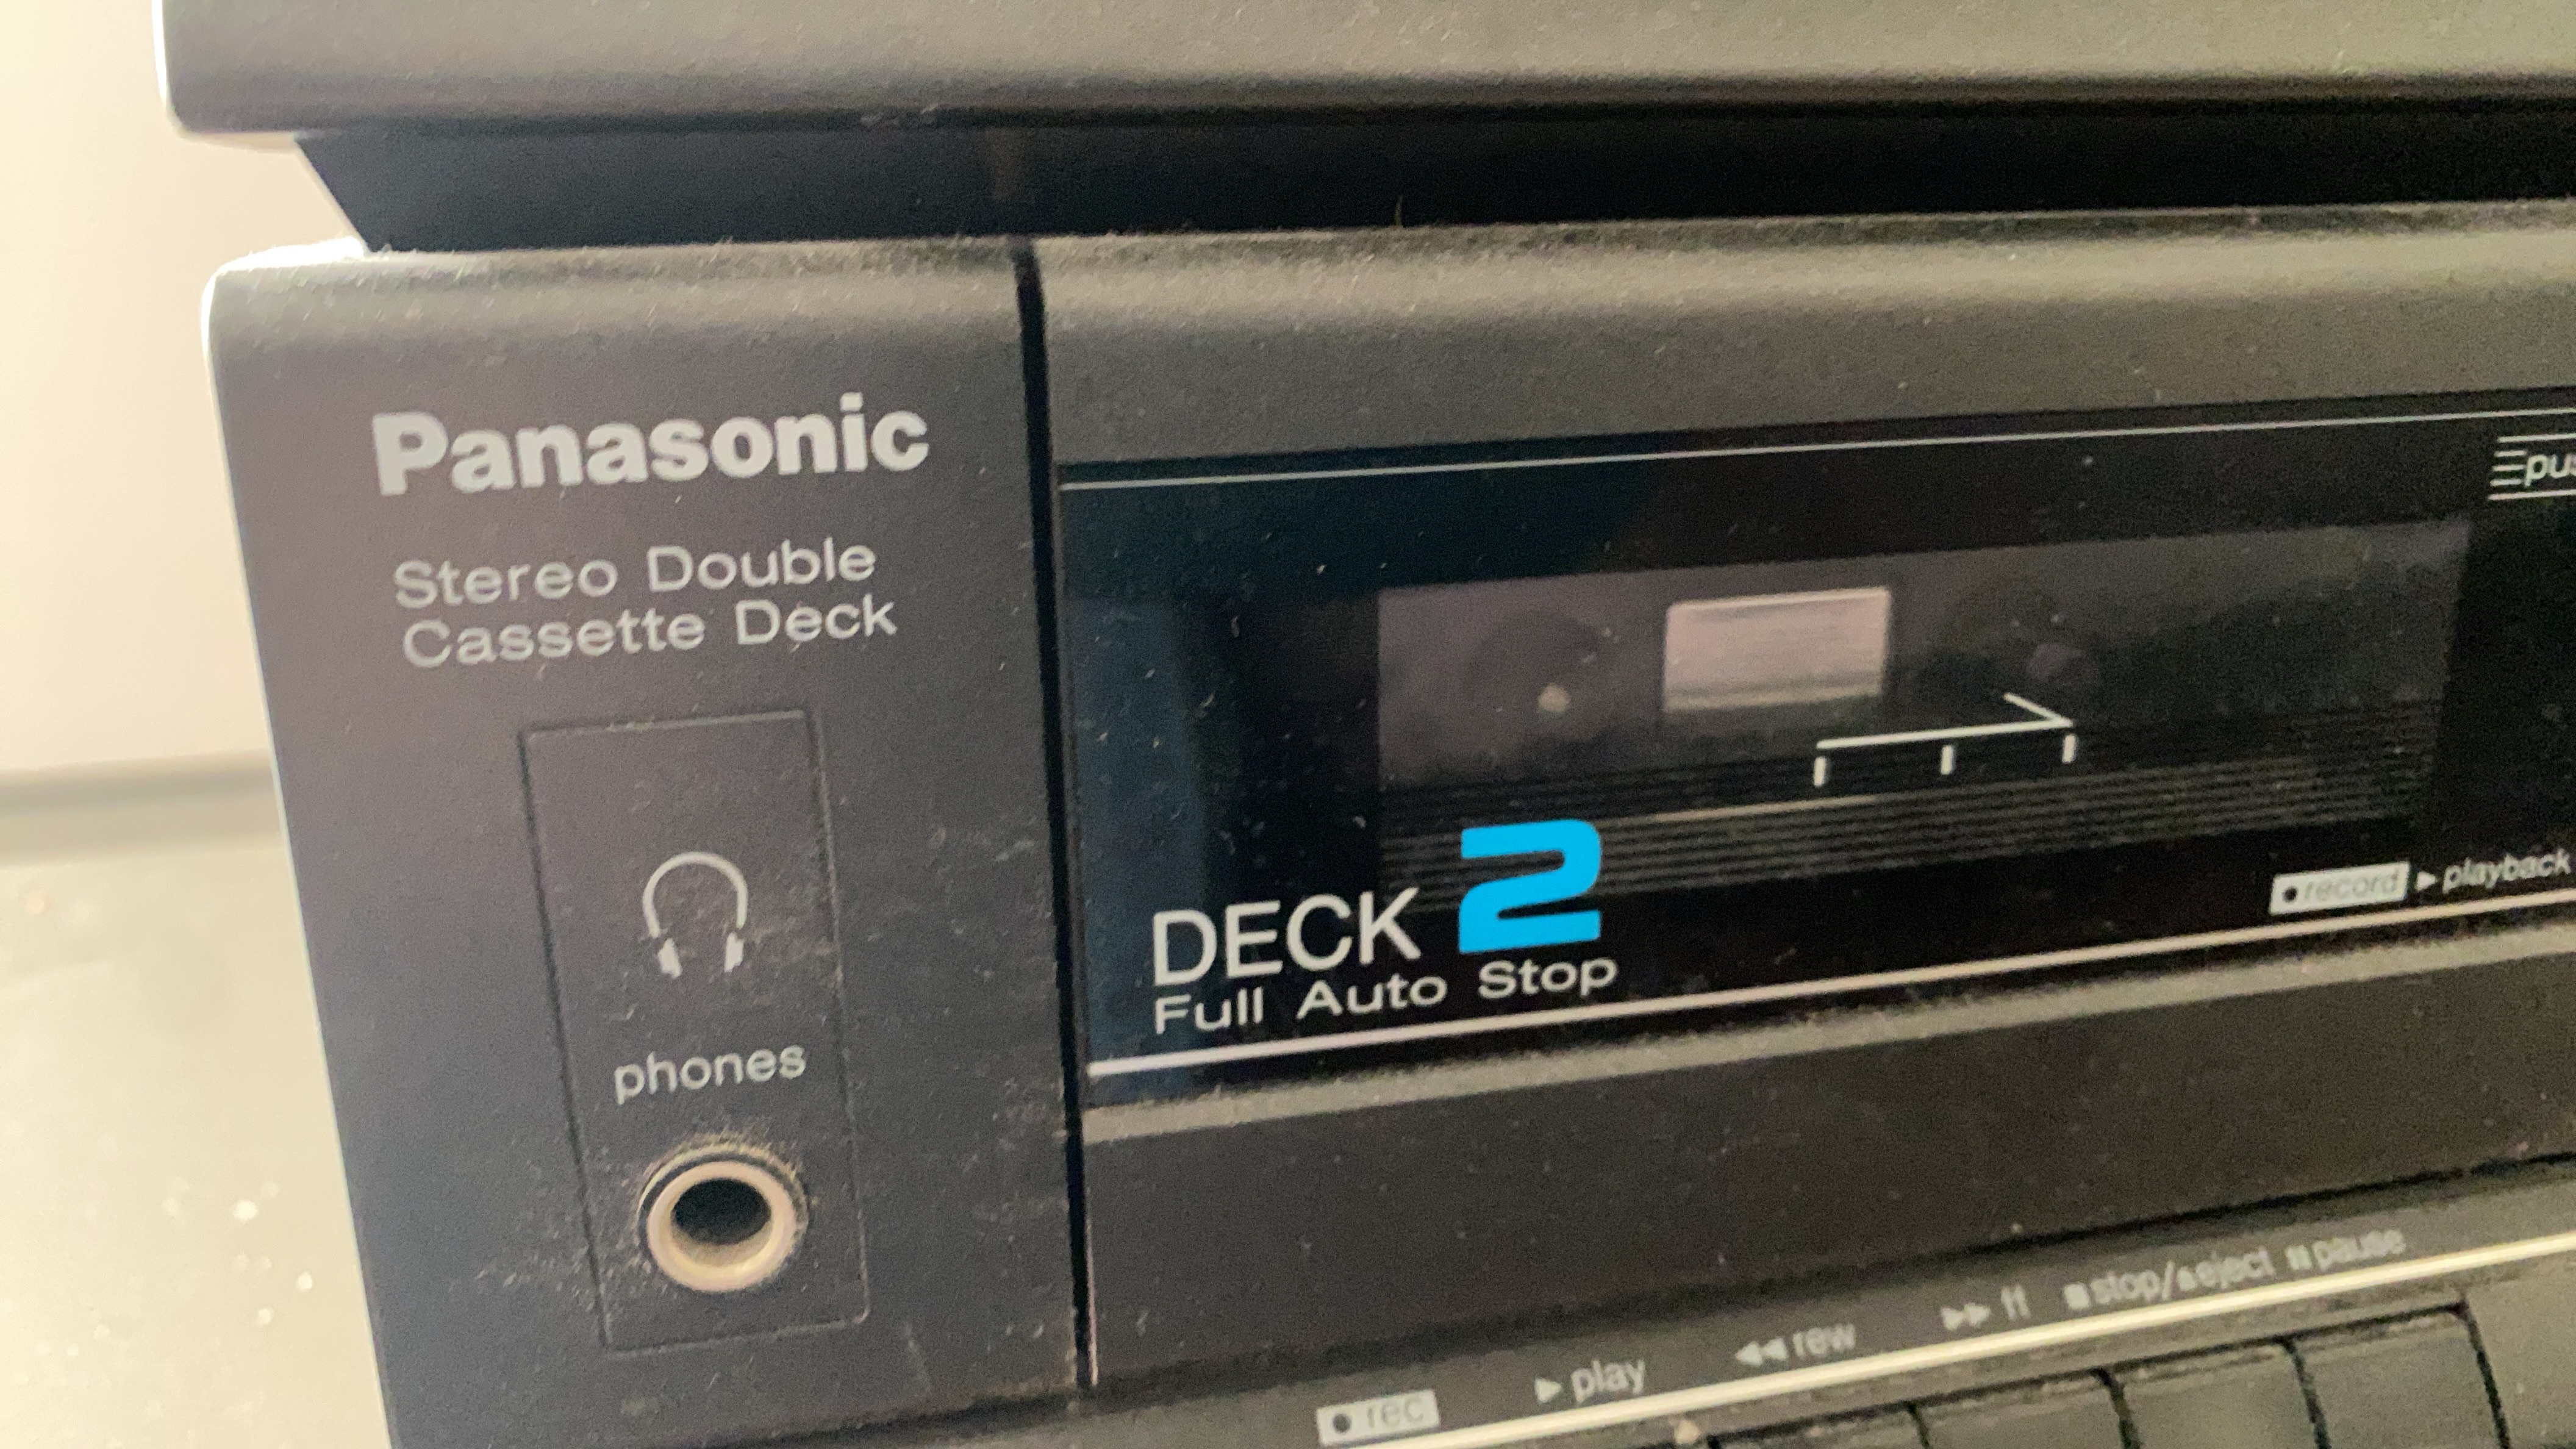 Panasonic
Stereo Double
Cassette Deck
phones
DECK 2
Full Auto Stop
record playback
rec
play
rew
ff
stop/eject
pause